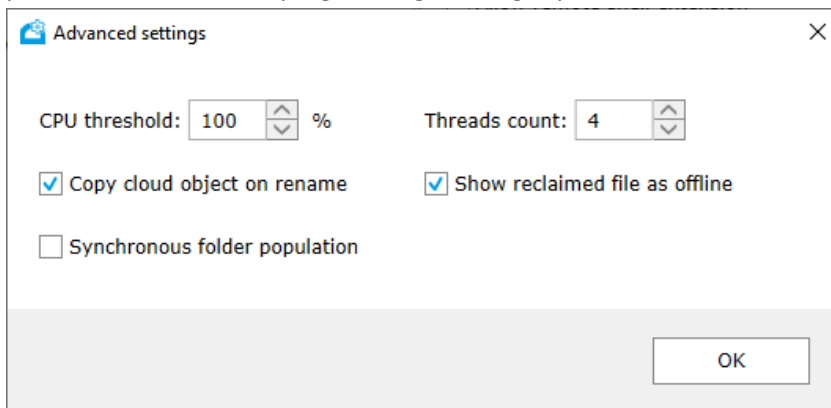 Advanced settings
CPU threshold: 100 % Threads count: 4
Copy cloud object on rename Show reclaimed file as offline
Synchronous folder population
OK